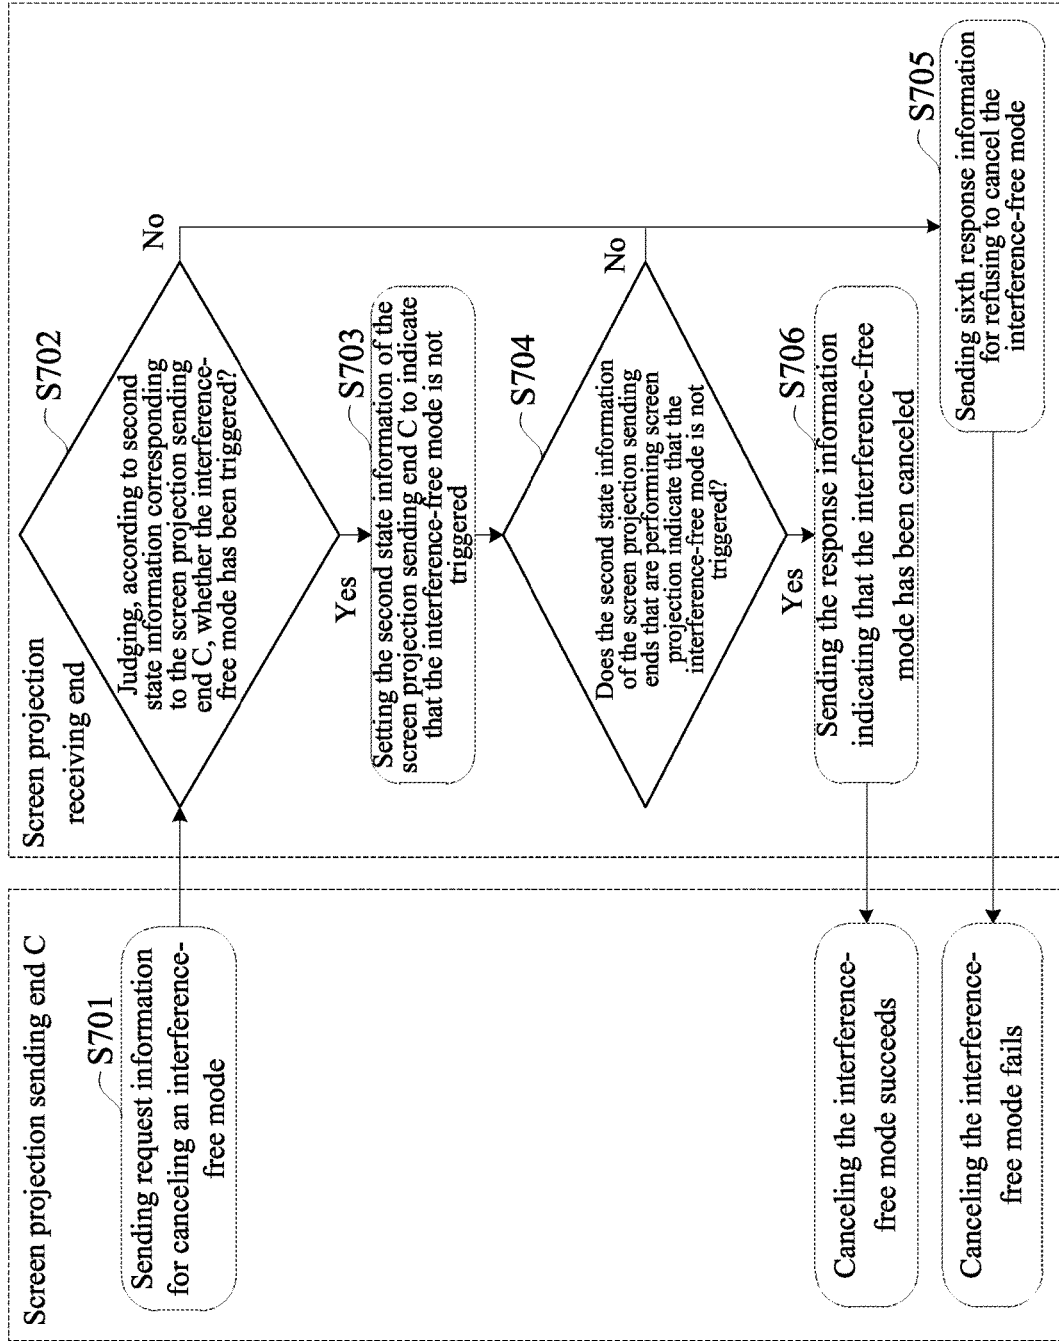 Screen projection sending end C
S701
Sending request information
for canceling an interference-
free mode
Canceling the interference-
free mode succeeds
Canceling the interference-
free mode fails
Screen projection
receiving end
S702
Judging, according to second
state information corresponding
to the screen projection sending
end C, whether the interference-
free mode has been triggered?
No
Yes
S703
Setting the second state information of the
screen projection sending end C to indicate
that the interference-free mode is not
triggered
S704
Does the second state information
of the screen projection sending
ends that are performing screen
projection indicate that the
interference-free mode is not
triggered?
No
Yes
S706
Sending the response information
indicating that the interference-free
mode has been canceled
S705
Sending sixth response information
for refusing to cancel the
interference-free mode